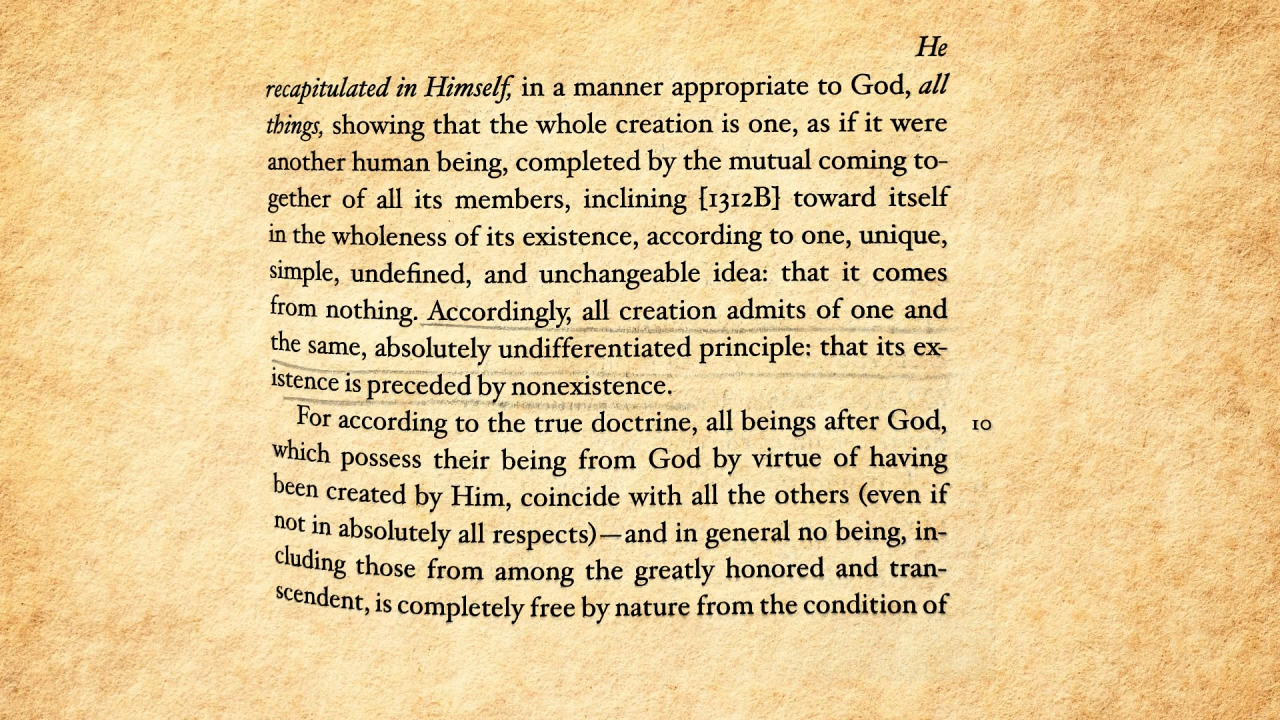 He
recapitulated in Himself, in a manner appropriate to God, all
things, showing that the whole creation is one, as if it were
another human being, completed by the mutual coming to-
gether of all its members, inclining [1312B] toward itself
in the wholeness of its existence, according to one, unique,
simple, undefined, and unchangeable idea: that it comes
from nothing. Accordingly, all creation admits of one and
the same, absolutely undifferentiated principle: that its ex-
istence is preceded by nonexistence.
For according to the true doctrine, all beings after God, 10
which possess their being from God by virtue of having
been created by Him, coincide with all the others (even if
not in absolutely all respects)—and in general no being, in-
cluding those from among the greatly honored and tran-
scendent, is completely free by nature from the condition of